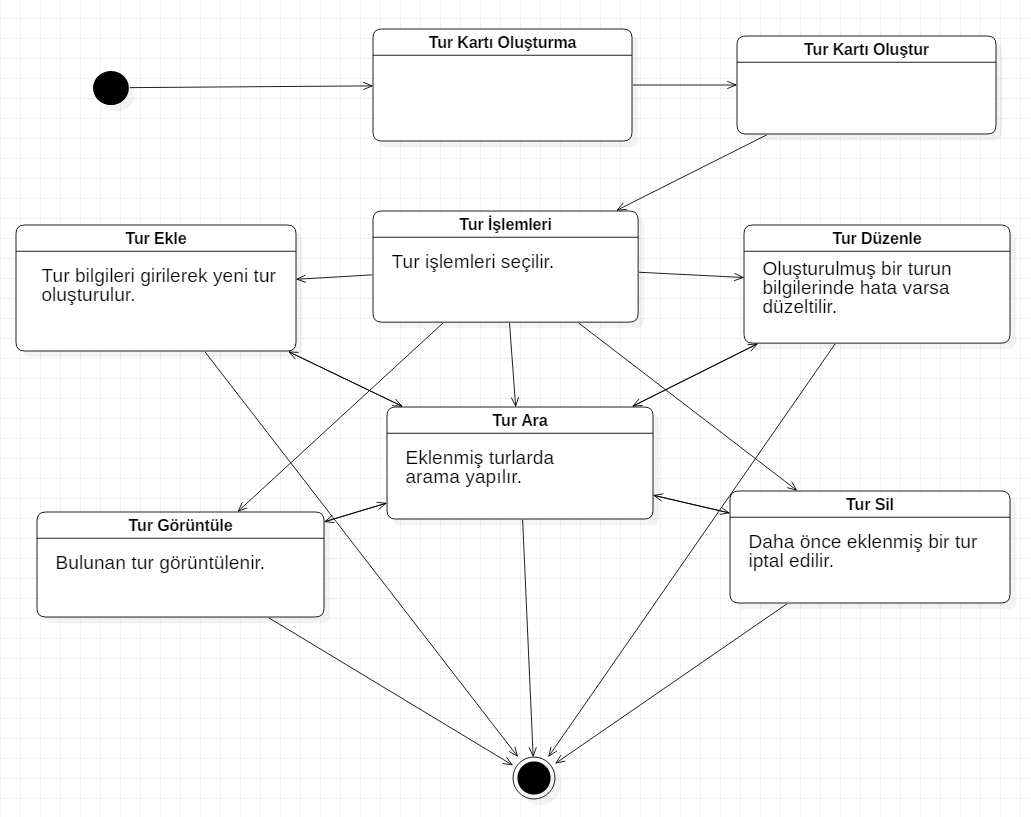 Tur Kartı Oluşturma
Tur Kartı Oluştur
Tur İşlemleri
Tur işlemleri seçilir.
Tur Ekle
Tur bilgileri girilerek yeni tur
oluşturulur.
Tur Düzenle
Oluşturulmuş bir turun
bilgilerinde hata varsa
düzeltilir.
Tur Ara
Eklenmiş turlarda
arama yapılır.
Tur Görüntüle
Bulunan tur görüntülenir.
Tur Sil
Daha önce eklenmiş bir tur
iptal edilir.